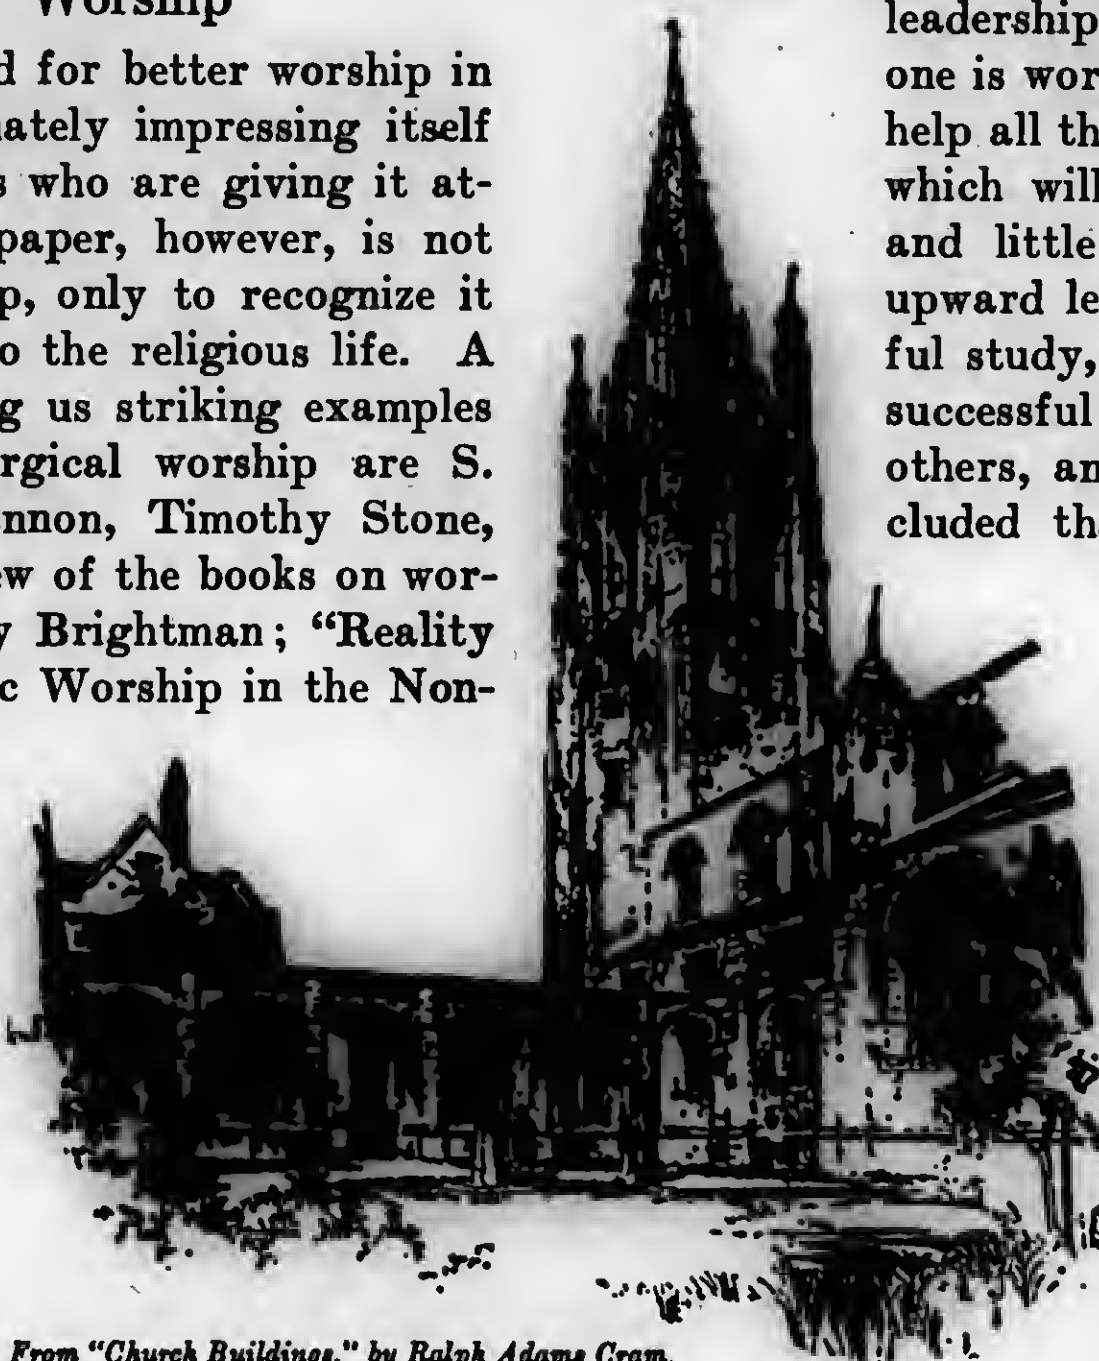 Worship
d for better worship in
ately impressing itself
s who are giving it at-
paper, however, is not
p, only to recognize it
o the religious life. A
g us striking examples
rgical worship are S.
nnon, Timothy Stone,
ew of the books on wor-
y Brightman; “Reality
c Worship in the Non-
leadership
one is wor
help all th
which will
and little
upward le
ful study,
successful
others, an
cluded tha
From “Church Buildings,” by Ralph Adams Cram.